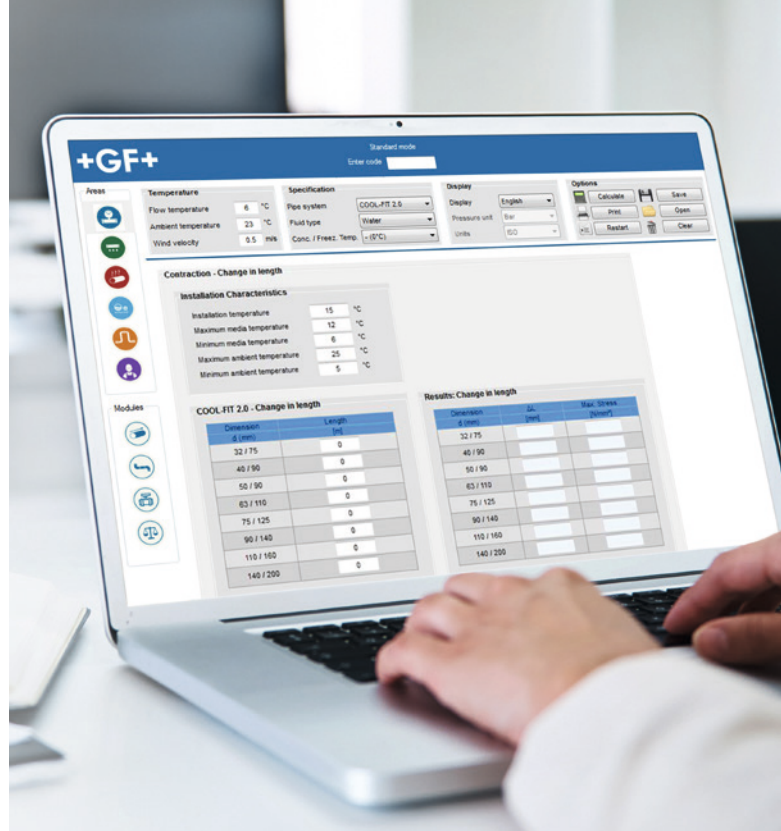 +GF+
Standard mode
Enter code
Areas
Temperature
Flow temperature 6 °C
Ambient temperature 23 °C
Wind velocity 0.5 m/s
Specification
Pipe system COOL-FIT 2.0
Fluid type Water
Conc. / Freez. Temp. - (0°C)
Display
Display English
Pressure unit Bar
Units ISO
Options
Calculate Save
Print Open
Restart Clear
Contraction - Change in length
Installation Characteristics
Installation temperature 15 °C
Maximum media temperature 12 °C
Minimum media temperature 6 °C
Maximum ambient temperature 25 °C
Minimum ambient temperature 5 °C
Modules
COOL-FIT 2.0 - Change in length
Dimension Length
d (mm) [m]
32 / 75 0
40 / 90 0
50 / 90 0
63 / 110 0
75 / 125 0
90 / 140 0
110 / 160 0
140 / 200 0
Results: Change in length
Dimension ΔL Max. Stress
d (mm) [mm] [N/mm²]
32 / 75
40 / 90
50 / 90
63 / 110
75 / 125
90 / 140
110 / 160
140 / 200